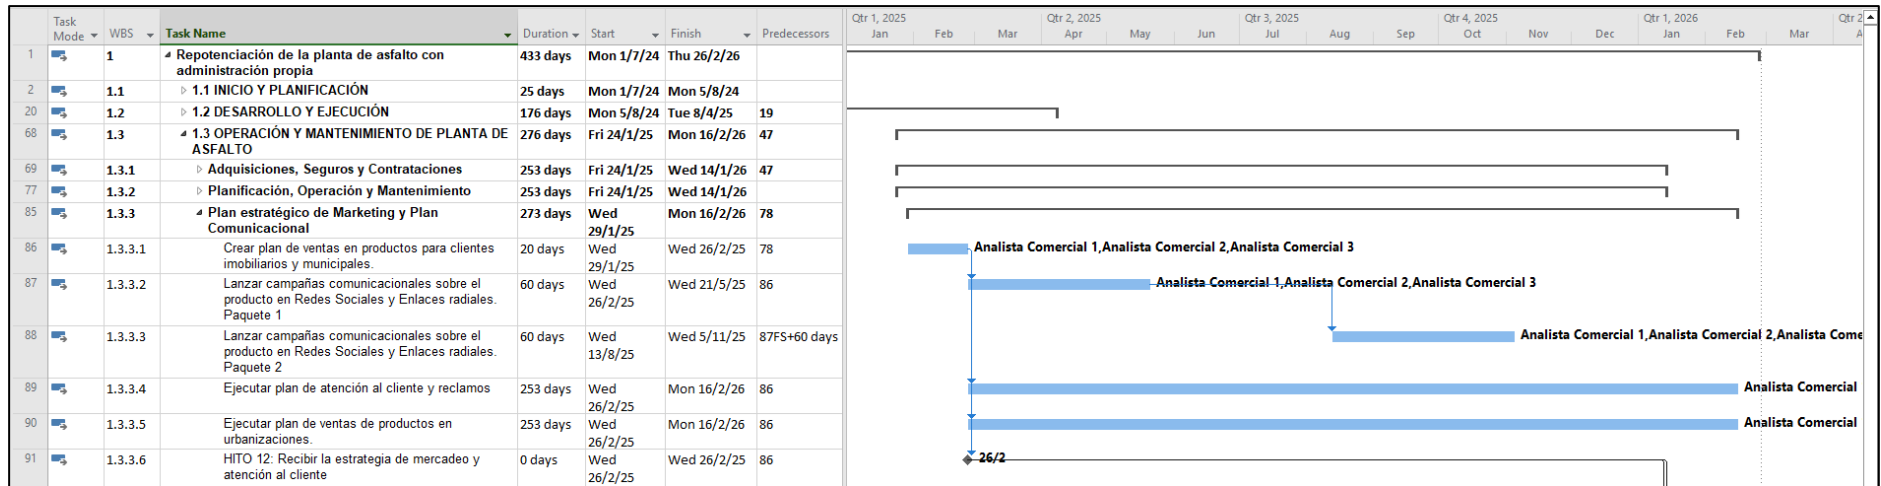 Qtr 1, 2025 Qtr 2, 2025 Qtr 3, 2025 Qtr 4, 2025 Qtr 1, 2026 Qtr 2
Task Mode WBS Task Name Duration Start Finish Predecessors Jan Feb Mar Apr May Jun Jul Aug Sep Oct Nov Dec Jan Feb Mar A
1 1 Repotenciación de la planta de asfalto con 433 days Mon 1/7/24 Thu 26/2/26
administración propia
2 1.1 1.1 INICIO Y PLANIFICACIÓN 25 days Mon 1/7/24 Mon 5/8/24
20 1.2 1.2 DESARROLLO Y EJECUCIÓN 176 days Mon 5/8/24 Tue 8/4/25 19
68 1.3 1.3 OPERACIÓN Y MANTENIMIENTO DE PLANTA DE 276 days Fri 24/1/25 Mon 16/2/26 47
ASFALTO
69 1.3.1 Adquisiciones, Seguros y Contrataciones 253 days Fri 24/1/25 Wed 14/1/26 47
77 1.3.2 Planificación, Operación y Mantenimiento 253 days Fri 24/1/25 Wed 14/1/26
85 1.3.3 Plan estratégico de Marketing y Plan 273 days Wed Mon 16/2/26 78
Comunicacional 29/1/25
86 1.3.3.1 Crear plan de ventas en productos para clientes 20 days Wed Wed 26/2/25 78 Analista Comercial 1,Analista Comercial 2,Analista Comercial 3
imobiliarios y municipales. 29/1/25
87 1.3.3.2 Lanzar campañas comunicacionales sobre el 60 days Wed Wed 21/5/25 86 Analista Comercial 1,Analista Comercial 2,Analista Comercial 3
producto en Redes Sociales y Enlaces radiales. 26/2/25
Paquete 1
88 1.3.3.3 Lanzar campañas comunicacionales sobre el 60 days Wed Wed 5/11/25 87FS+60 days Analista Comercial 1,Analista Comercial 2,Analista Come
producto en Redes Sociales y Enlaces radiales. 13/8/25
Paquete 2
89 1.3.3.4 Ejecutar plan de atención al cliente y reclamos 253 days Wed Mon 16/2/26 86 Analista Comercial
26/2/25
90 1.3.3.5 Ejecutar plan de ventas de productos en 253 days Wed Mon 16/2/26 86 Analista Comercial
urbanizaciones. 26/2/25
91 1.3.3.6 HITO 12: Recibir la estrategia de mercadeo y 0 days Wed Wed 26/2/25 86 26/2
atención al cliente 26/2/25